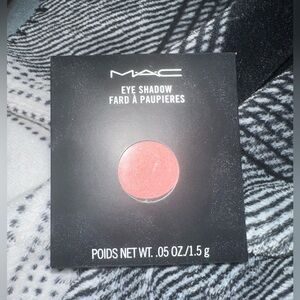 MAC
EYE SHADOW
FARD À PAUPIERES
POIDS NET WT. .05 OZ./1.5 g